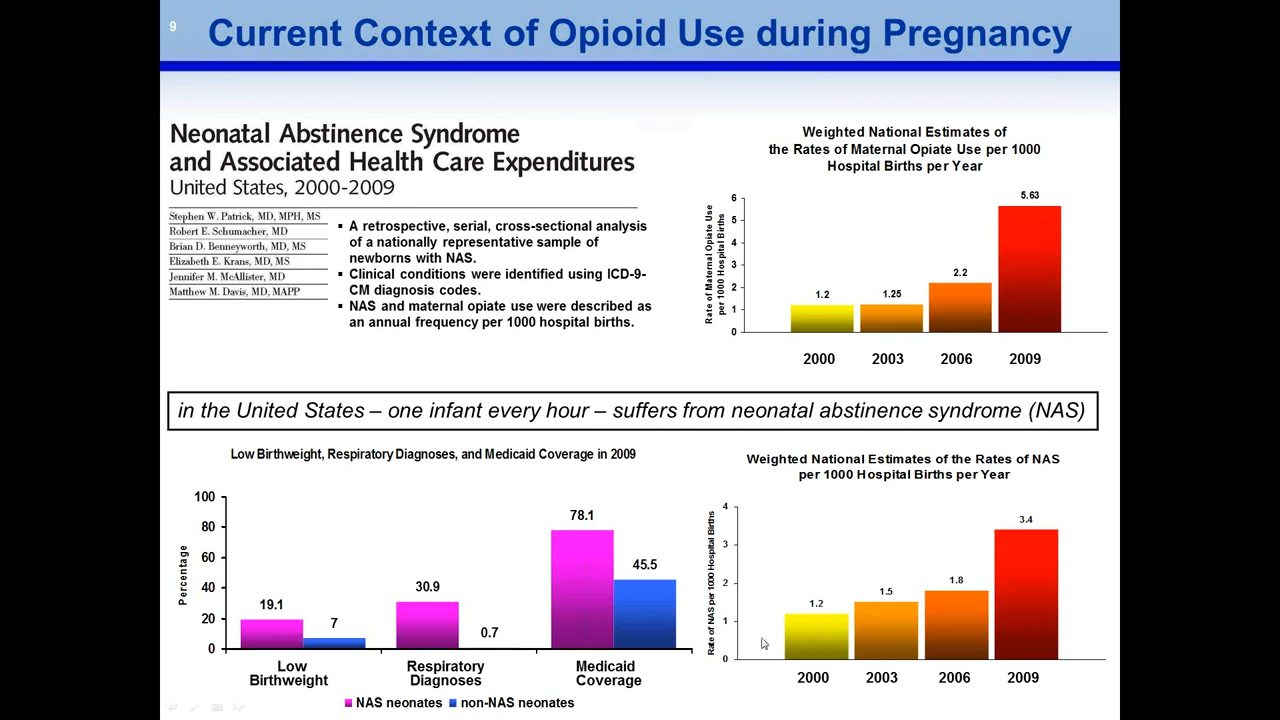 9
Current Context of Opioid Use during Pregnancy
Neonatal Abstinence Syndrome
and Associated Health Care Expenditures
United States, 2000-2009
Stephen W. Patrick, MD, MPH, MS
Robert E. Schumacher, MD
Brian D. Benneyworth, MD, MS
Elizabeth E. Krans, MD, MS
Jennifer M. McAllister, MD
Matthew M. Davis, MD, MAPP
▪ A retrospective, serial, cross-sectional analysis
of a nationally representative sample of
newborns with NAS.
▪ Clinical conditions were identified using ICD-9-
CM diagnosis codes.
▪ NAS and maternal opiate use were described as
an annual frequency per 1000 hospital births.
Weighted National Estimates of
the Rates of Maternal Opiate Use per 1000
Hospital Births per Year
Rate of Maternal Opiate Use
per 1000 Hospital Births
6
5
4
3
2
1
0
1.2
1.25
2.2
5.63
2000 2003 2006 2009
in the United States – one infant every hour – suffers from neonatal abstinence syndrome (NAS)
Low Birthweight, Respiratory Diagnoses, and Medicaid Coverage in 2009
Percentage
100
80
60
40
20
0
19.1
7
30.9
0.7
78.1
45.5
Low
Birthweight
Respiratory
Diagnoses
Medicaid
Coverage
NAS neonates non-NAS neonates
Weighted National Estimates of the Rates of NAS
per 1000 Hospital Births per Year
Rate of NAS per 1000 Hospital Births
4
3
2
1
0
1.2
1.5
1.8
3.4
2000 2003 2006 2009